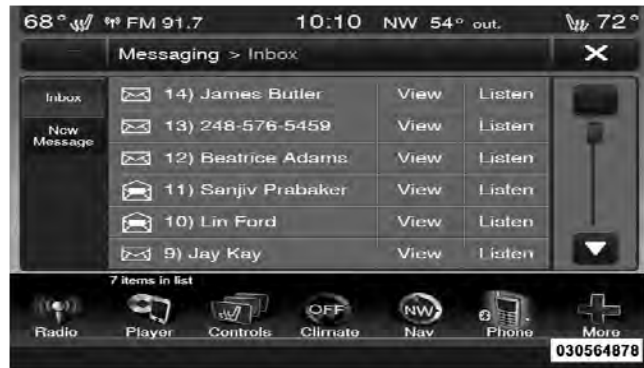 68° FM 91.7 10:10 NW 54° out. 72°
Messaging > Inbox X
Inbox
New Message
14) James Butler View Listen
13) 248-576-5459 View Listen
12) Beatrice Adams View Listen
11) Sanjiv Prabaker View Listen
10) Lin Ford View Listen
9) Jay Kay View Listen
7 items in list
OFF NW
Radio Player Controls Climate Nav Phone More
030564878